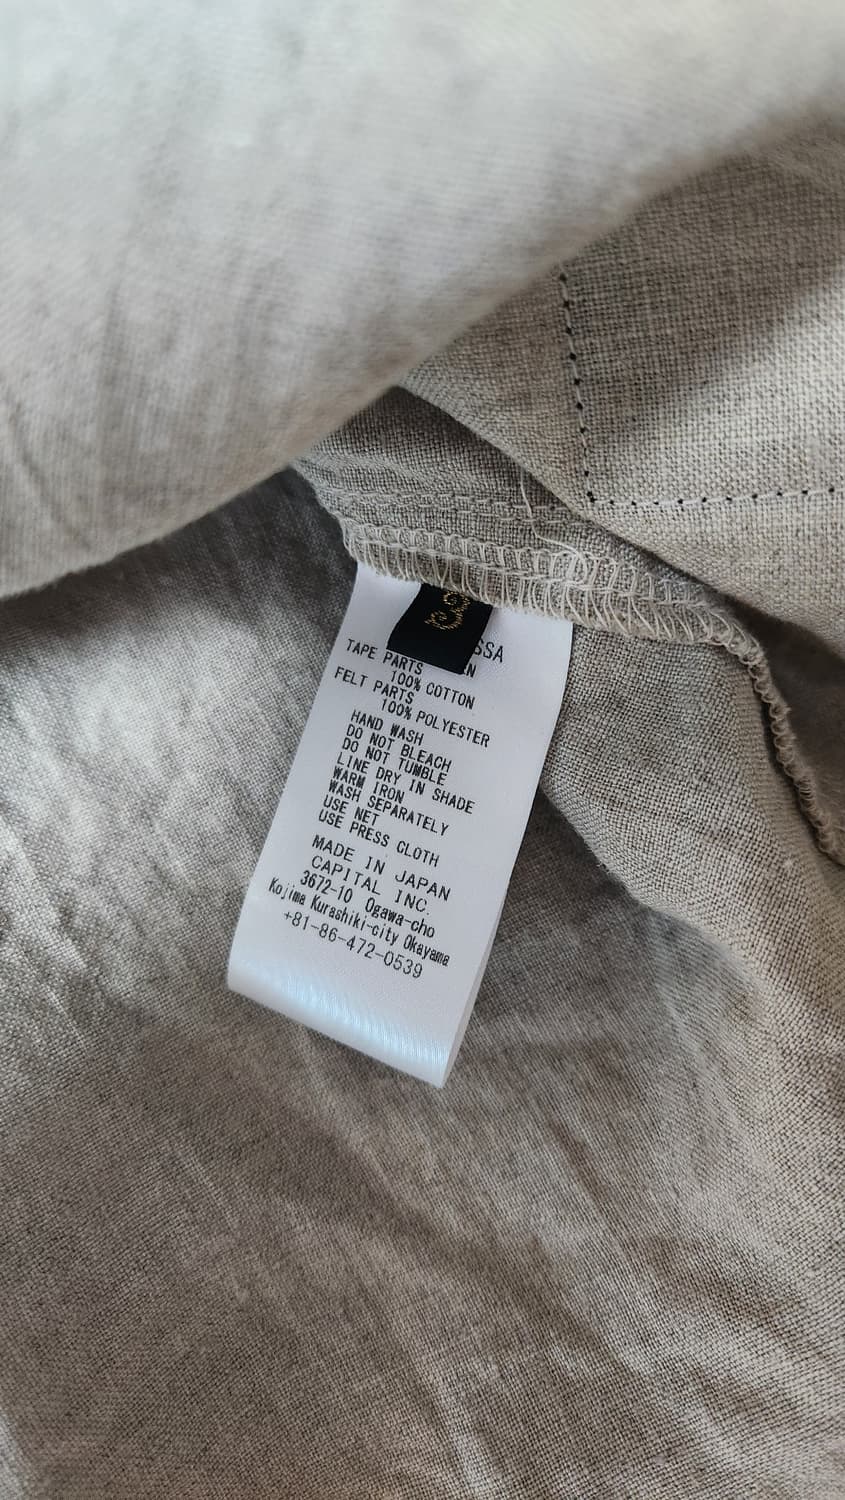 SSA
EN
TAPE PARTS
100% COTTON
FELT PARTS
100% POLYESTER
HAND WASH
DO NOT BLEACH
DO NOT TUMBLE
LINE DRY IN SHADE
WARM IRON
WASH SEPARATELY
USE NET
USE PRESS CLOTH
MADE IN JAPAN
CAPITAL INC.
3672-10 Ogawa-cho
Kojima Kurashiki-city Okayama
+81-86-472-0539